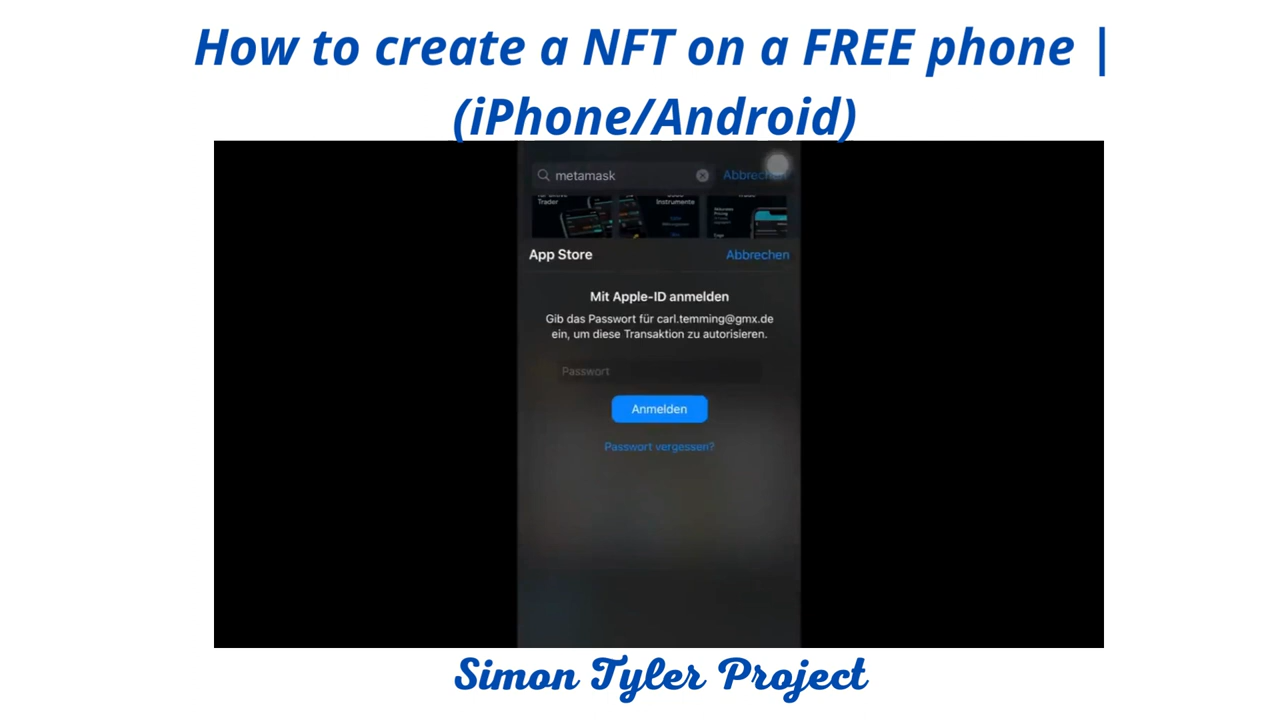 How to create a NFT on a FREE phone |
(iPhone/Android)
metamask
Abbrechen
Trader
Instrumente
App Store
Abbrechen
Mit Apple-ID anmelden
Gib das Passwort für carl.temming@gmx.de
ein, um diese Transaktion zu autorisieren.
Passwort
Anmelden
Passwort vergessen?
Simon Tyler Project